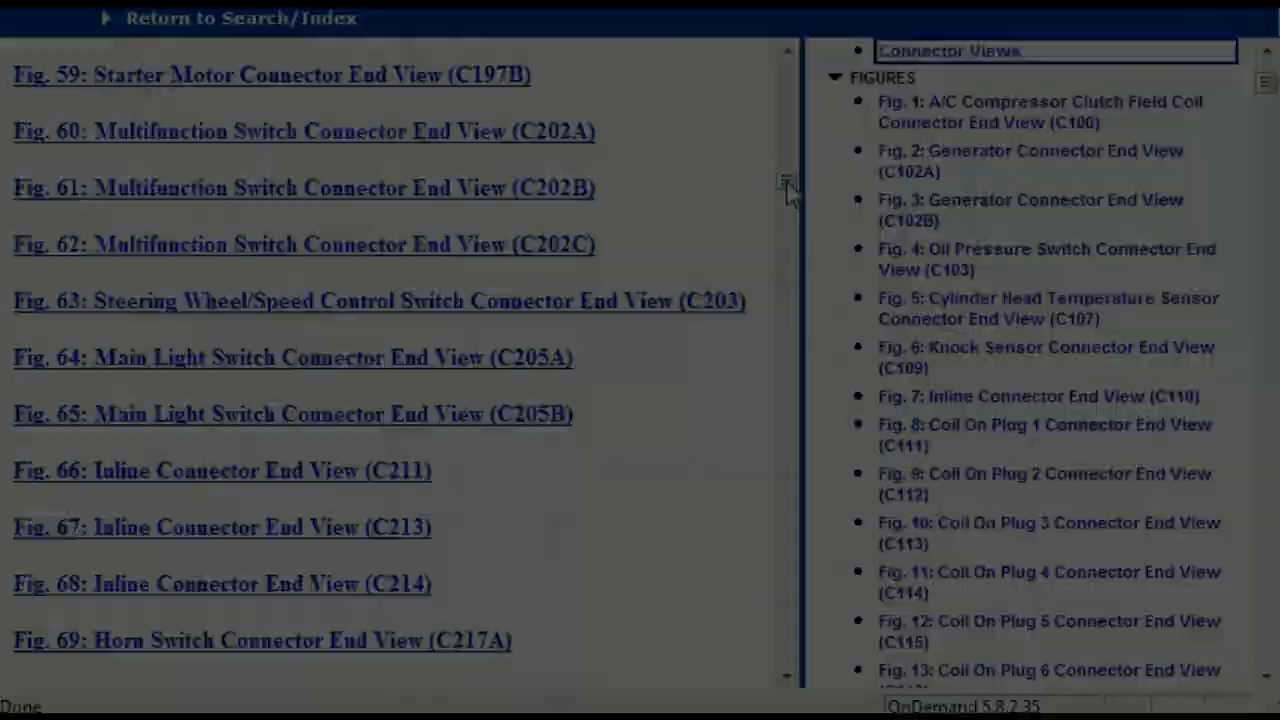 Return to Search/Index
Fig. 59: Starter Motor Connector End View (C197B)
Fig. 60: Multifunction Switch Connector End View (C202A)
Fig. 61: Multifunction Switch Connector End View (C202B)
Fig. 62: Multifunction Switch Connector End View (C202C)
Fig. 63: Steering Wheel/Speed Control Switch Connector End View (C203)
Fig. 64: Main Light Switch Connector End View (C205A)
Fig. 65: Main Light Switch Connector End View (C205B)
Fig. 66: Inline Connector End View (C211)
Fig. 67: Inline Connector End View (C213)
Fig. 68: Inline Connector End View (C214)
Fig. 69: Horn Switch Connector End View (C217A)
Connector Views
FIGURES
Fig. 1: A/C Compressor Clutch Field Coil
Connector End View (C100)
Fig. 2: Generator Connector End View
(C102A)
Fig. 3: Generator Connector End View
(C102B)
Fig. 4: Oil Pressure Switch Connector End
View (C103)
Fig. 5: Cylinder Head Temperature Sensor
Connector End View (C107)
Fig. 6: Knock Sensor Connector End View
(C109)
Fig. 7: Inline Connector End View (C110)
Fig. 8: Coil On Plug 1 Connector End View
(C111)
Fig. 9: Coil On Plug 2 Connector End View
(C112)
Fig. 10: Coil On Plug 3 Connector End View
(C113)
Fig. 11: Coil On Plug 4 Connector End View
(C114)
Fig. 12: Coil On Plug 5 Connector End View
(C115)
Fig. 13: Coil On Plug 6 Connector End View
Done
OnDemand 5.8.2.35